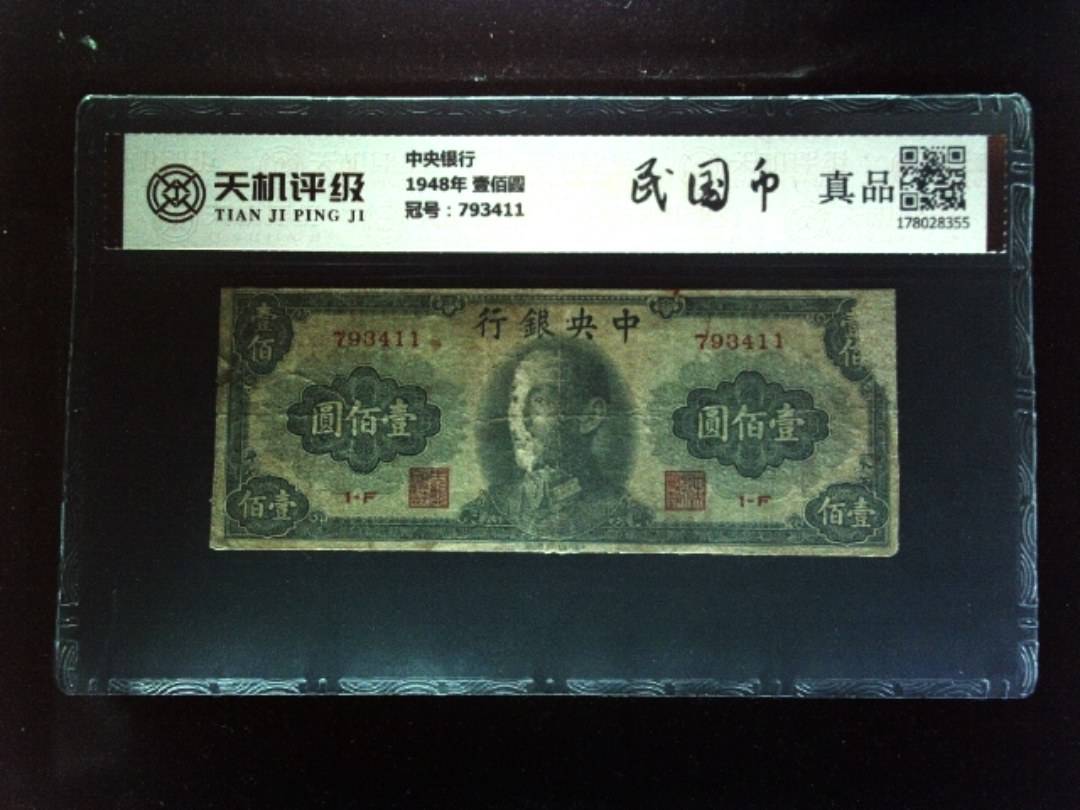 天机评级
TIAN JI PING JI
中央银行
1948年 壹佰圆
冠号：793411
民国币
真品
178028355
行銀央中
壹佰
壹佰
793411
793411
圓佰壹
圓佰壹
1-F
1-F
佰壹
佰壹